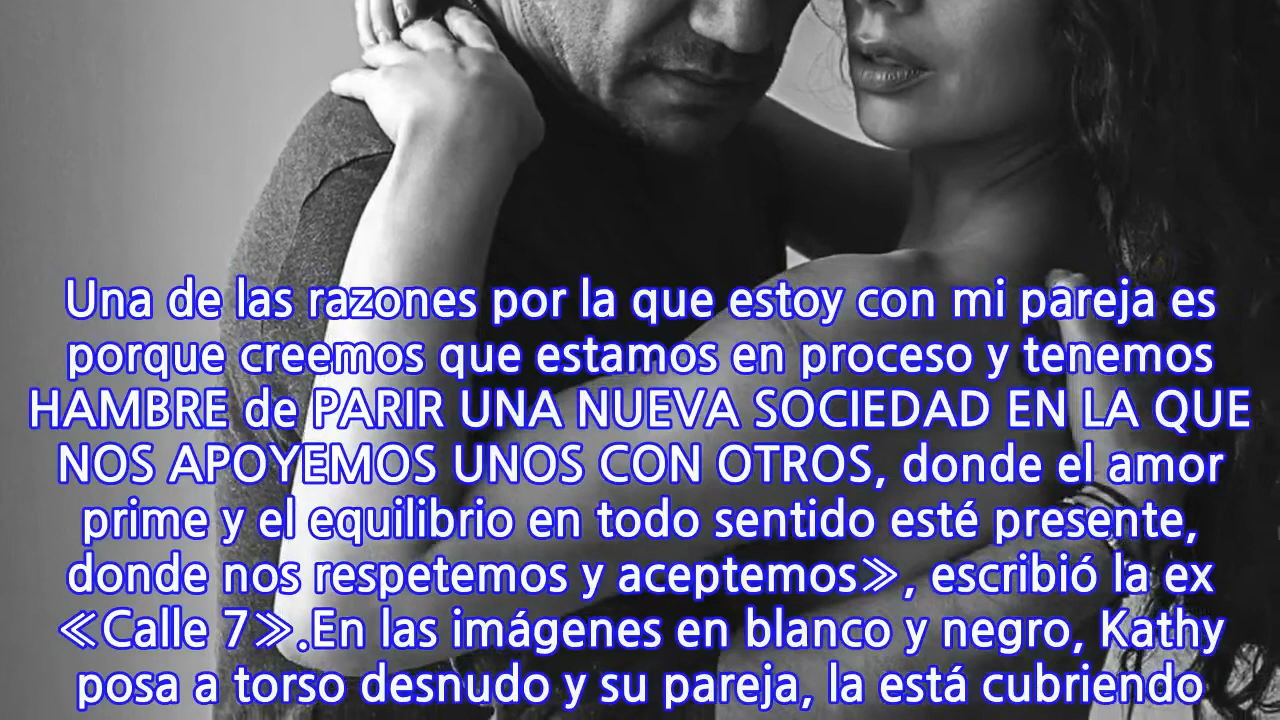 Una de las razones por la que estoy con mi pareja es
porque creemos que estamos en proceso y tenemos
HAMBRE de PARIR UNA NUEVA SOCIEDAD EN LA QUE
NOS APOYEMOS UNOS CON OTROS, donde el amor
prime y el equilibrio en todo sentido esté presente,
donde nos respetemos y aceptemos≫, escribió la ex
≪Calle 7≫.En las imágenes en blanco y negro, Kathy
posa a torso desnudo y su pareja, la está cubriendo